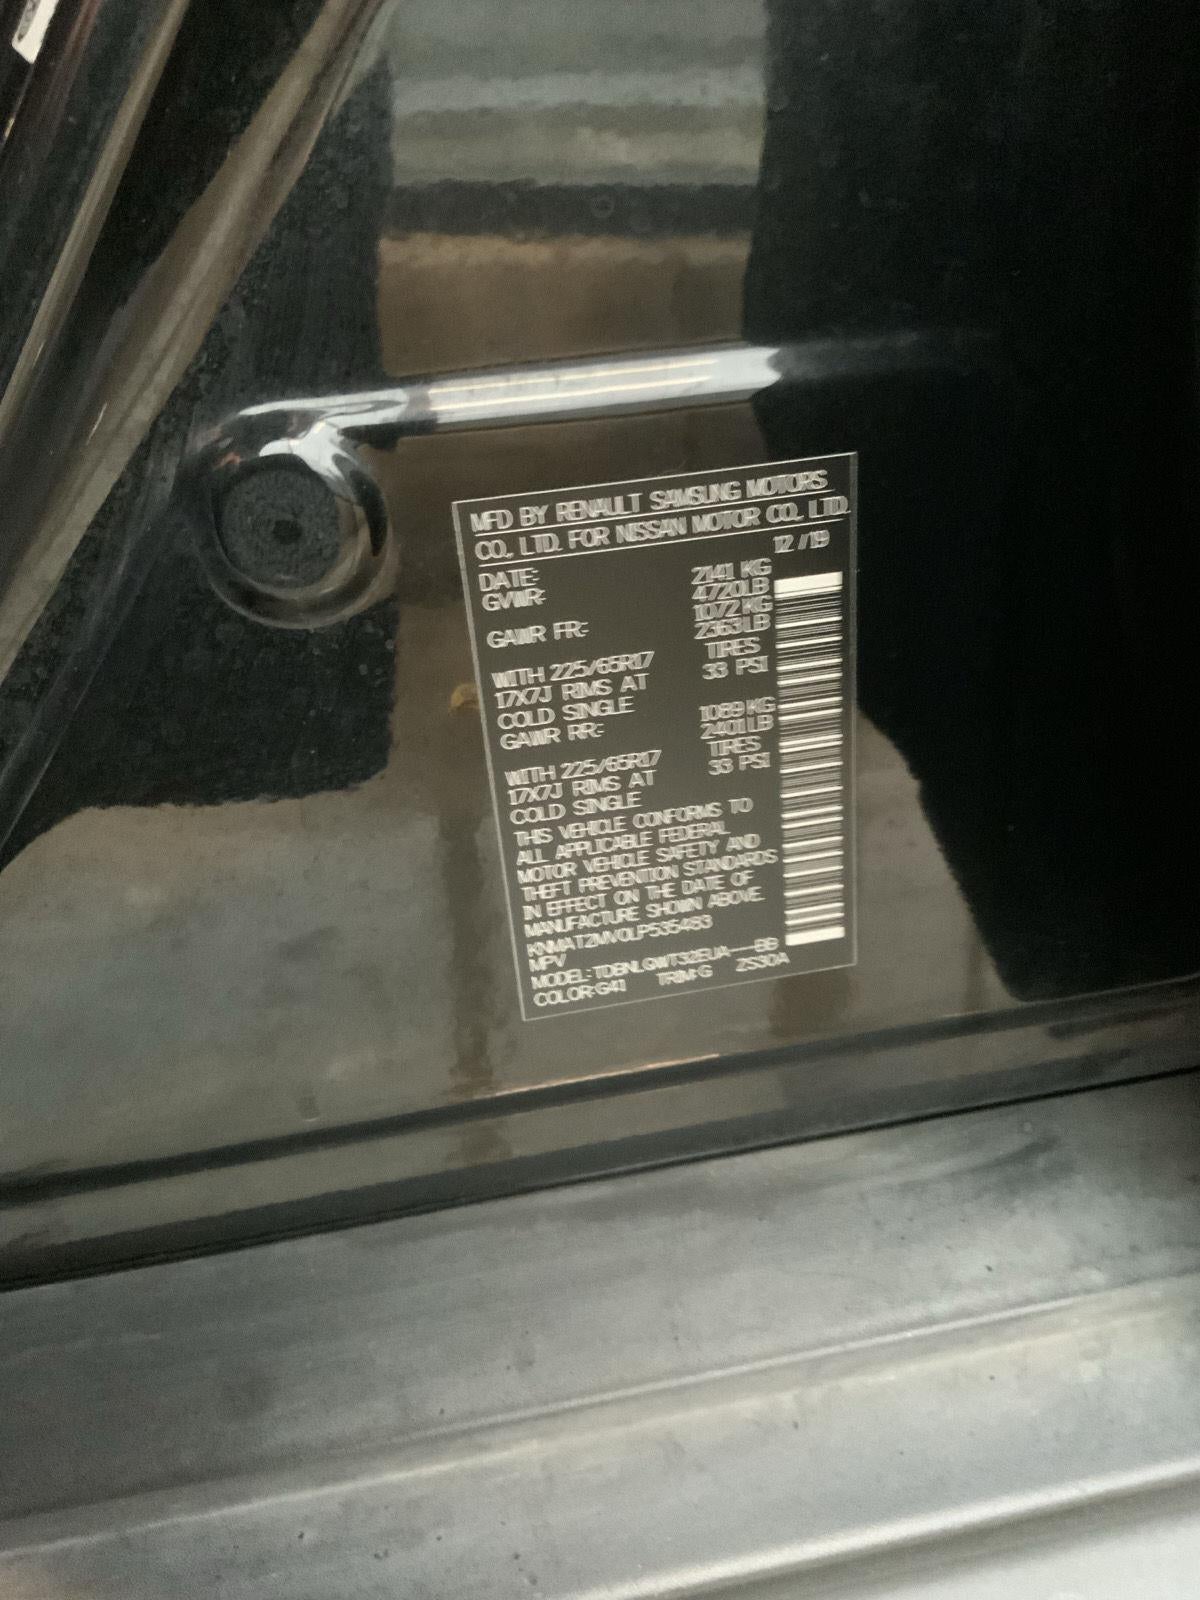 MFD BY RENAULT SAMSUNG MOTORS
CO., LTD. FOR NISSAN MOTOR CO., LTD.
DATE: 12/19
GVWR: 2141 KG
4720LB
GAWR FR: 1072 KG
2363LB
WITH 225/65R17 TIRES
17X7J RIMS AT 33 PSI
COLD SINGLE
GAWR RR: 1089KG
2401LB
WITH 225/65R17 TIRES
17X7J RIMS AT 33 PSI
COLD SINGLE
THIS VEHICLE CONFORMS TO
ALL APPLICABLE FEDERAL
MOTOR VEHICLE SAFETY AND
THEFT PREVENTION STANDARDS
IN EFFECT ON THE DATE OF
MANUFACTURE SHOWN ABOVE.
KNMAT2MV0LP535483
MPV
MODEL:TDBNLGWT32EUA---BB
COLOR:G41 TRIM:G 2S30A